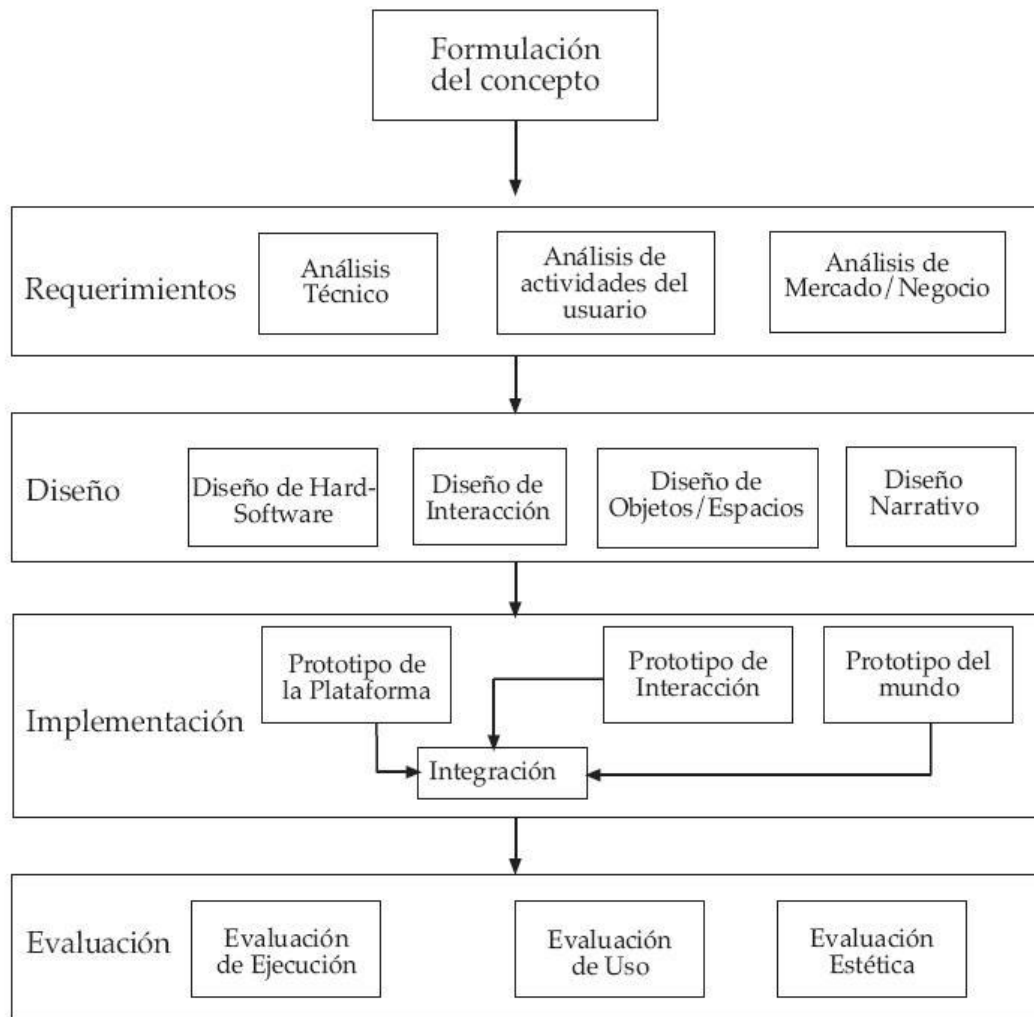 Formulación
del concepto
Requerimientos
Análisis
Técnico
Análisis de
actividades del
usuario
Análisis de
Mercado/Negocio
Diseño
Diseño de Hard-
Software
Diseño de
Interacción
Diseño de
Objetos/Espacios
Diseño
Narrativo
Implementación
Prototipo de
la Plataforma
Prototipo de
Interacción
Prototipo del
mundo
Integración
Evaluación
Evaluación
de Ejecución
Evaluación
de Uso
Evaluación
Estética